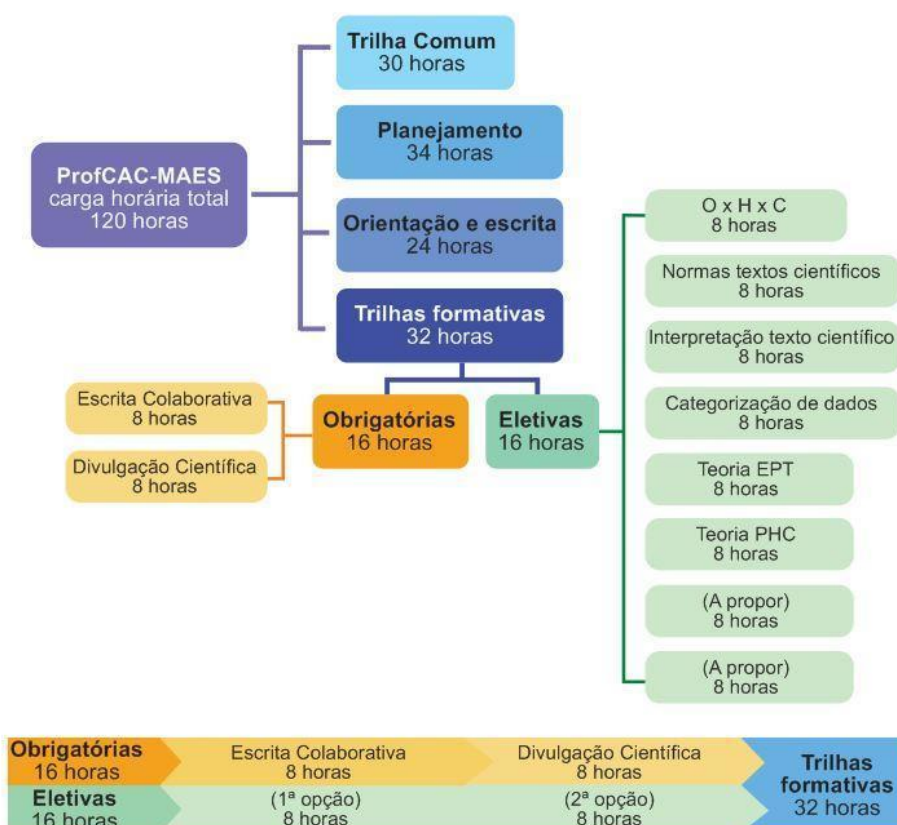 Trilha Comum
30 horas
Planejamento
34 horas
ProfCAC-MAES
carga horária total
120 horas
Orientação e escrita
24 horas
Trilhas formativas
32 horas
Escrita Colaborativa
8 horas
Divulgação Científica
8 horas
Obrigatórias
16 horas
Eletivas
16 horas
O x H x C
8 horas
Normas textos científicos
8 horas
Interpretação texto científico
8 horas
Categorização de dados
8 horas
Teoria EPT
8 horas
Teoria PHC
8 horas
(A propor)
8 horas
(A propor)
8 horas
Obrigatórias
16 horas
Escrita Colaborativa
8 horas
Divulgação Científica
8 horas
Eletivas
16 horas
(1ª opção)
8 horas
(2ª opção)
8 horas
Trilhas
formativas
32 horas